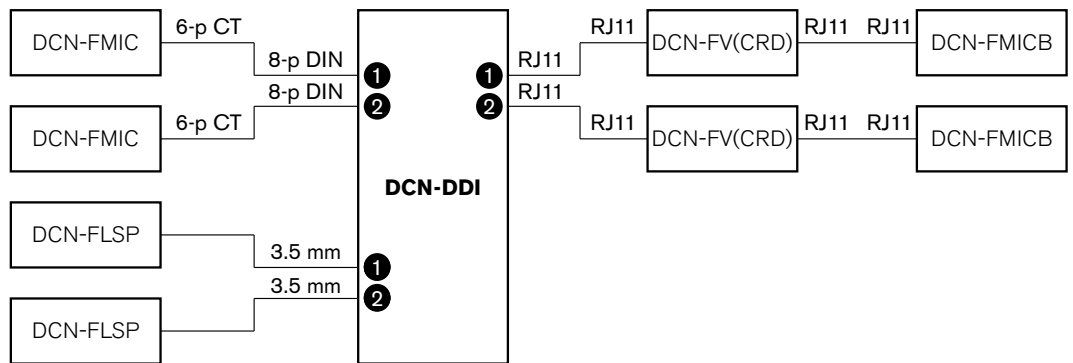 DCN-FMIC 6-p CT 8-p DIN 1
DCN-FMIC 6-p CT 8-p DIN 2
DCN-FLSP 3.5 mm 1
DCN-FLSP 3.5 mm 2
DCN-DDI
1 RJ11 RJ11 DCN-FV(CRD) RJ11 RJ11 DCN-FMICB
2 RJ11 RJ11 DCN-FV(CRD) RJ11 RJ11 DCN-FMICB